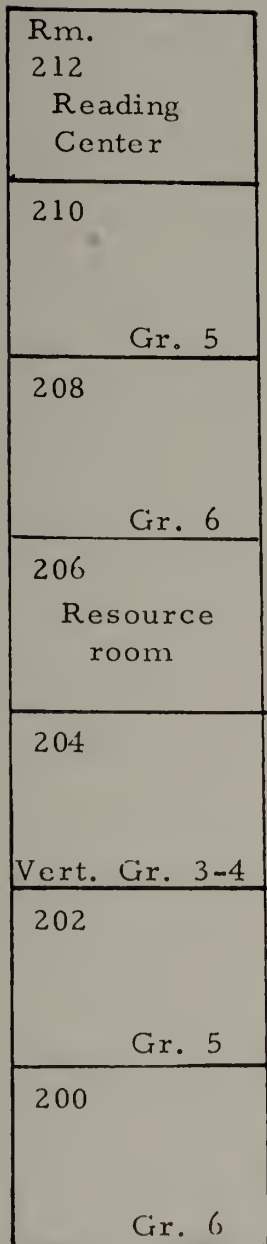 Rm.
212
Reading
Center
210
Gr. 5
208
Gr. 6
206
Resource
room
204
Vert. Gr. 3-4
202
Gr. 5
200
Gr. 6